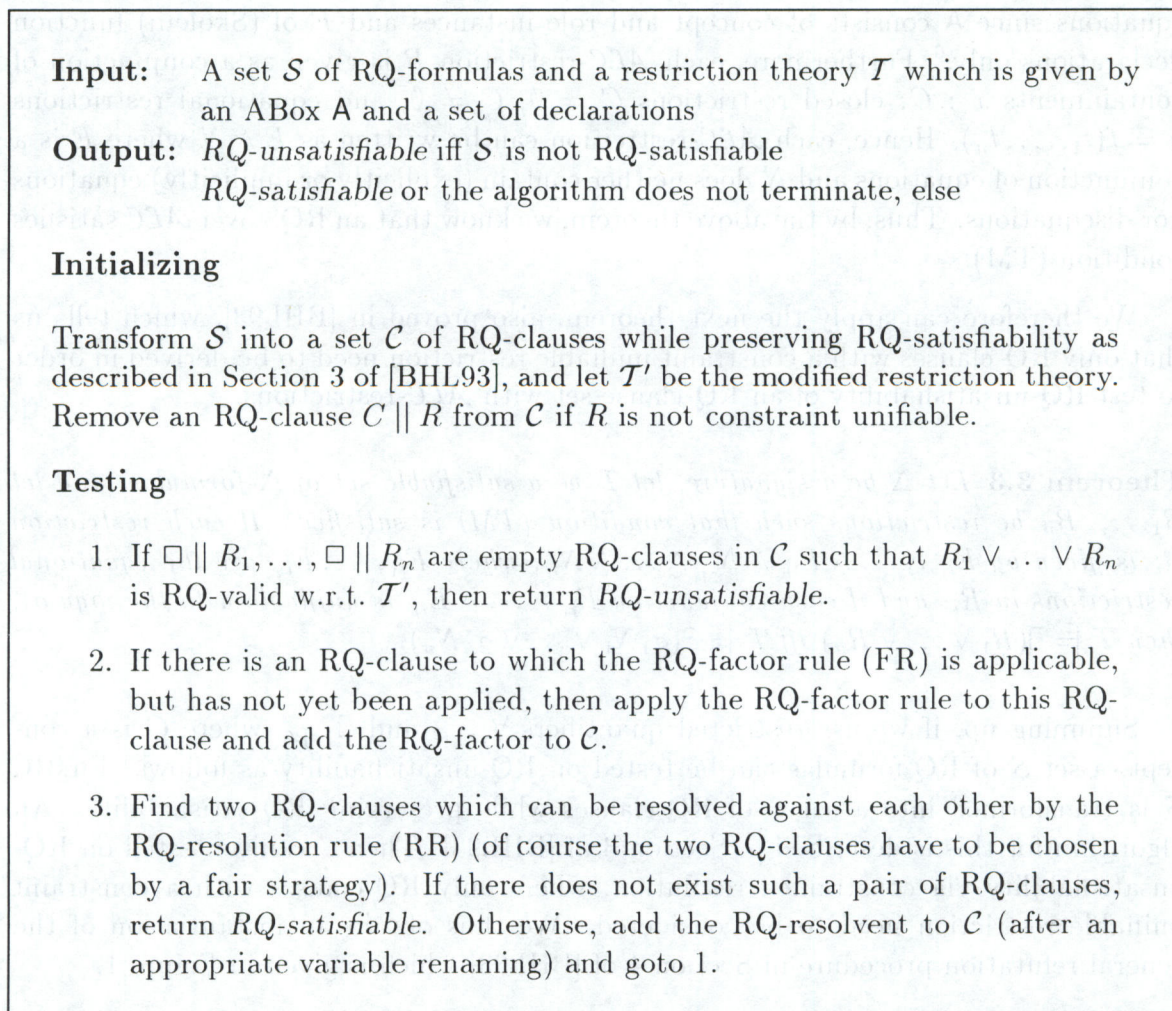 Input: A set S of RQ-formulas and a restriction theory T which is given by
an ABox A and a set of declarations
Output: RQ-unsatisfiable iff S is not RQ-satisfiable
RQ-satisfiable or the algorithm does not terminate, else
Initializing
Transform S into a set C of RQ-clauses while preserving RQ-satisfiability as
described in Section 3 of [BHL93], and let T′ be the modified restriction theory.
Remove an RQ-clause C || R from C if R is not constraint unifiable.
Testing
1. If □ || R₁, ..., □ || Rₙ are empty RQ-clauses in C such that R₁ ∨ ... ∨ Rₙ
is RQ-valid w.r.t. T′, then return RQ-unsatisfiable.
2. If there is an RQ-clause to which the RQ-factor rule (FR) is applicable,
but has not yet been applied, then apply the RQ-factor rule to this RQ-
clause and add the RQ-factor to C.
3. Find two RQ-clauses which can be resolved against each other by the
RQ-resolution rule (RR) (of course the two RQ-clauses have to be chosen
by a fair strategy). If there does not exist such a pair of RQ-clauses,
return RQ-satisfiable. Otherwise, add the RQ-resolvent to C (after an
appropriate variable renaming) and goto 1.